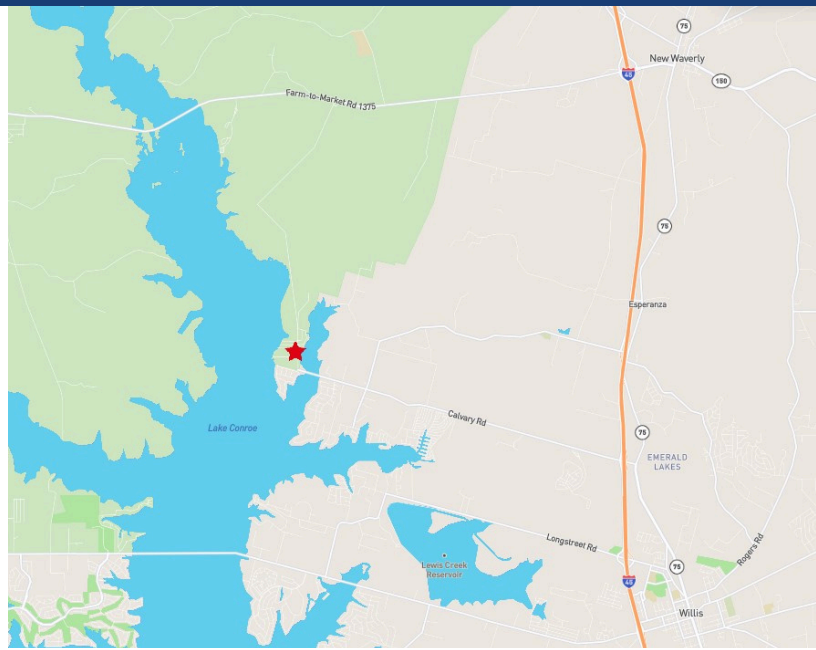 75
New Waverly
45
150
Farm-to-Market Rd 1375
75
Esperanza
Calvary Rd
Lake Conroe
75
EMERALD
LAKES
Longstreet Rd
Rogers Rd
Lewis Creek
Reservoir
75
45
Willis